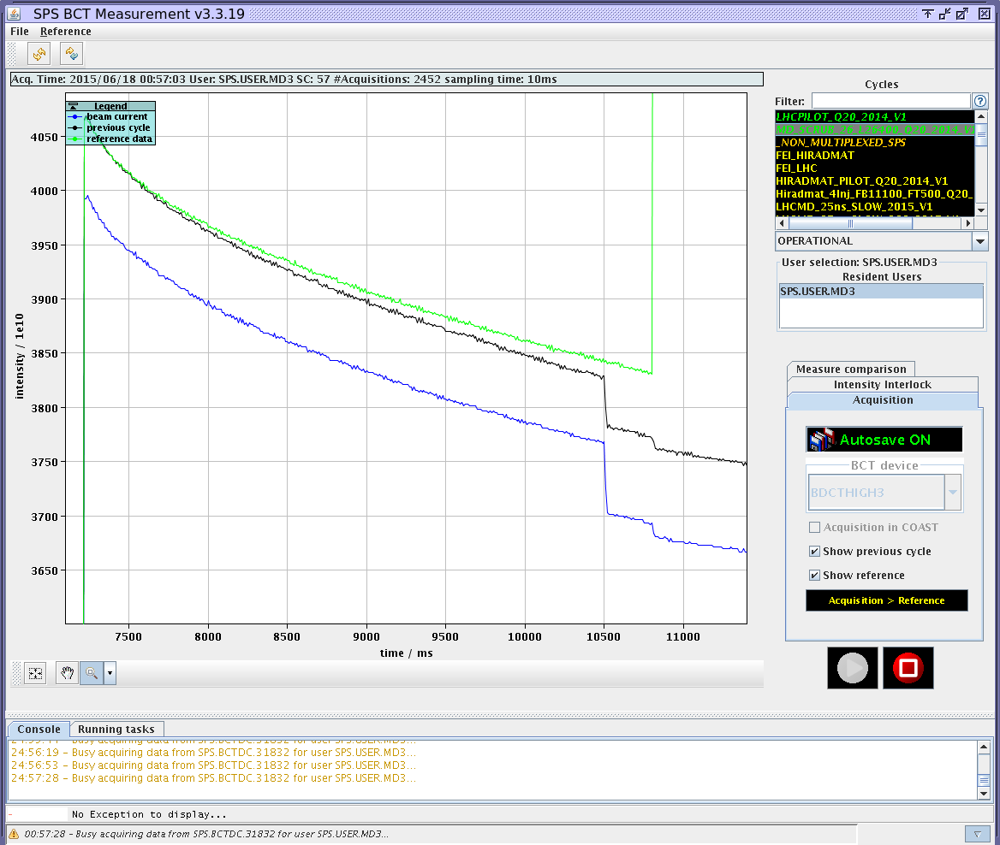 SPS BCT Measurement v3.3.19
File Reference
Acq. Time: 2015/06/18 00:57:03 User: SPS.USER.MD3 SC: 57 #Acquisitions: 2452 sampling time: 10ms
Legend
beam current
previous cycle
reference data
4050
4000
3950
3900
3850
3800
3750
3700
3650
intensity / 1e10
7500 8000 8500 9000 9500 10000 10500 11000
time / ms
Cycles
Filter:
LHCPILOT_Q20_2014_V1
MD_SCRUB_26_L26400_Q20_2014_V
_NON_MULTIPLEXED_SPS
FEI_HIRADMAT
FEI_LHC
HIRADMAT_PILOT_Q20_2014_V1
Hiradmat_4Inj_FB11100_FT500_Q20_
LHCMD_25ns_SLOW_2015_V1
OPERATIONAL
User selection: SPS.USER.MD3
Resident Users
SPS.USER.MD3
Measure comparison
Intensity Interlock
Acquisition
Autosave ON
BCT device
BDCTHIGH3
Acquisition in COAST
Show previous cycle
Show reference
Acquisition > Reference
Console Running tasks
24:56:19 – Busy acquiring data from SPS.BCTDC.31832 for user SPS.USER.MD3...
24:56:53 – Busy acquiring data from SPS.BCTDC.31832 for user SPS.USER.MD3...
24:57:28 – Busy acquiring data from SPS.BCTDC.31832 for user SPS.USER.MD3...
- No Exception to display...
00:57:28 – Busy acquiring data from SPS.BCTDC.31832 for user SPS.USER.MD3...